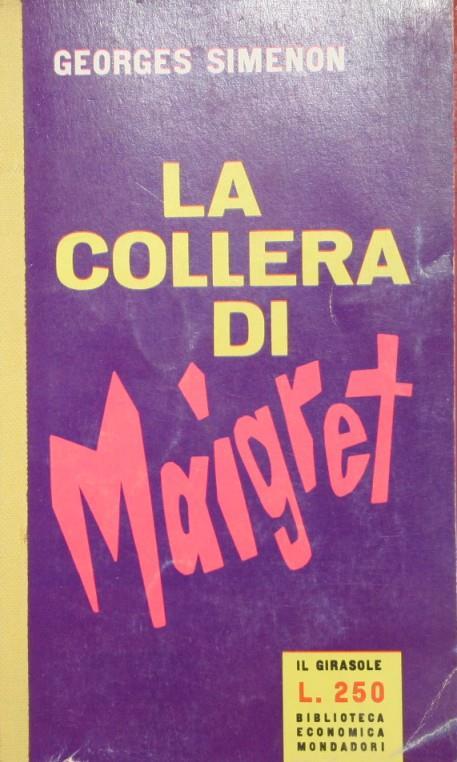 GEORGES SIMENON
LA
COLLERA
DI
Maigret
IL GIRASOLE
L. 250
BIBLIOTECA
ECONOMICA
MONDADORI